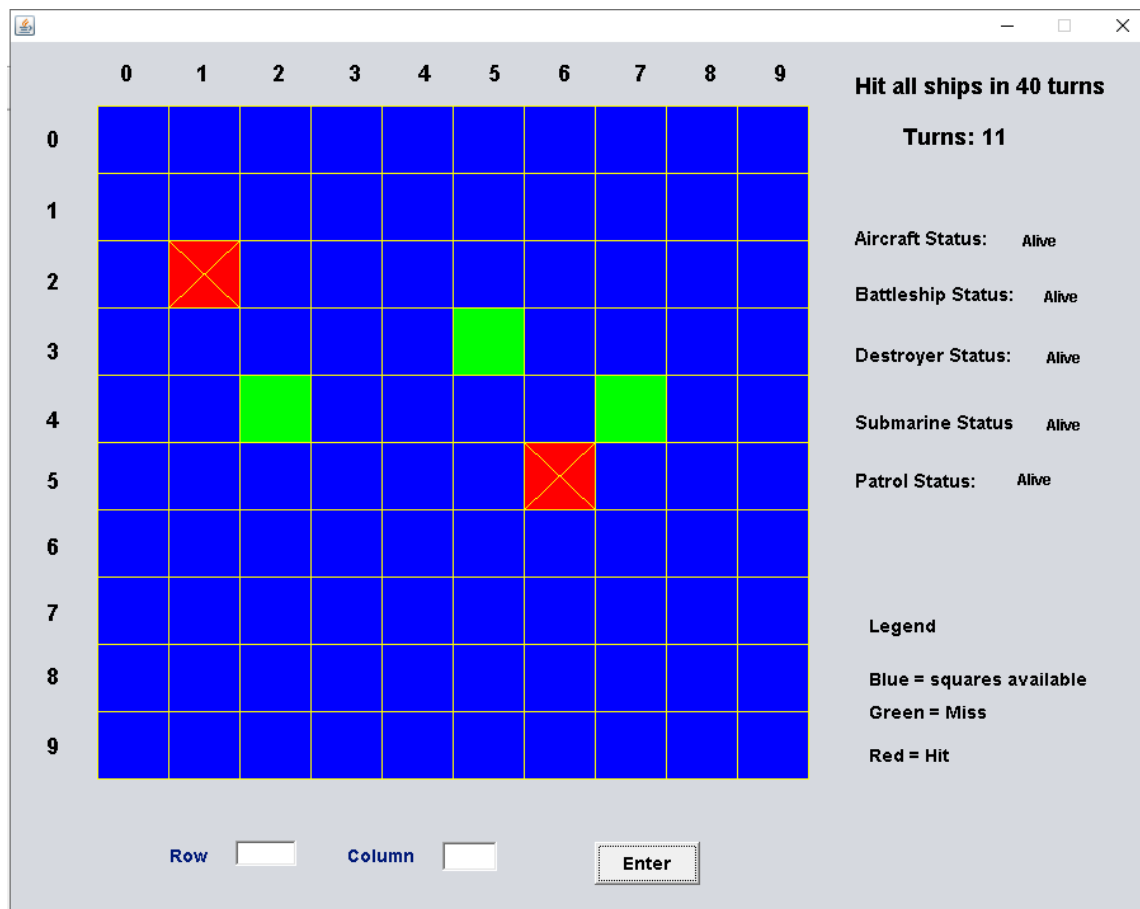 0 1 2 3 4 5 6 7 8 9
Hit all ships in 40 turns
Turns: 11
0
1
2
3
4
5
6
7
8
9
Aircraft Status: Alive
Battleship Status: Alive
Destroyer Status: Alive
Submarine Status Alive
Patrol Status: Alive
Legend
Blue = squares available
Green = Miss
Red = Hit
Row
Column
Enter